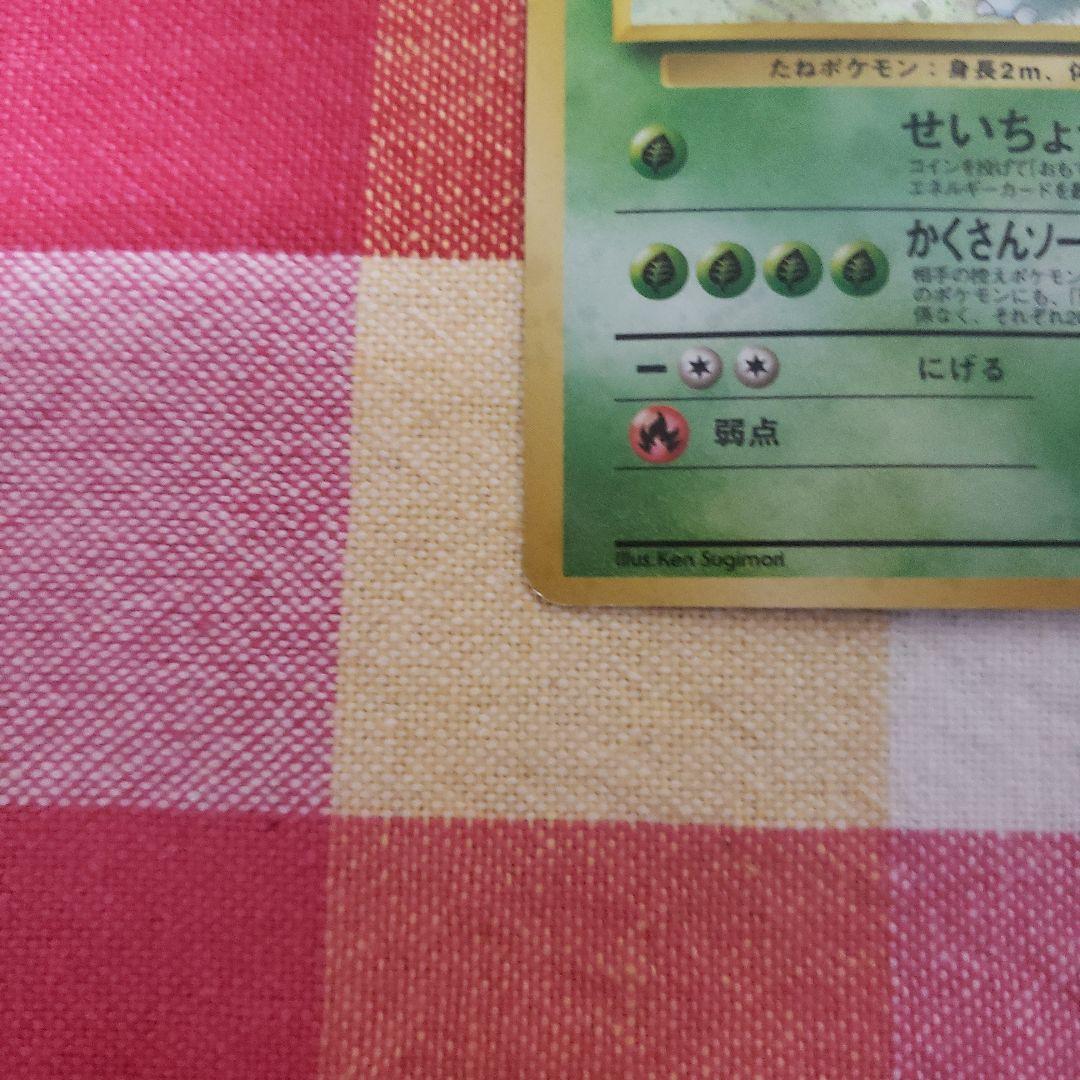 たねポケモン：身長2m、
せいちょ
コインを投げて「おも
エネルギーカードを
かくさんソー
相手の控えポケモン
のポケモンにも、「
係なく、それぞれ20
ー にげる
弱点
Illus. Ken Sugimori